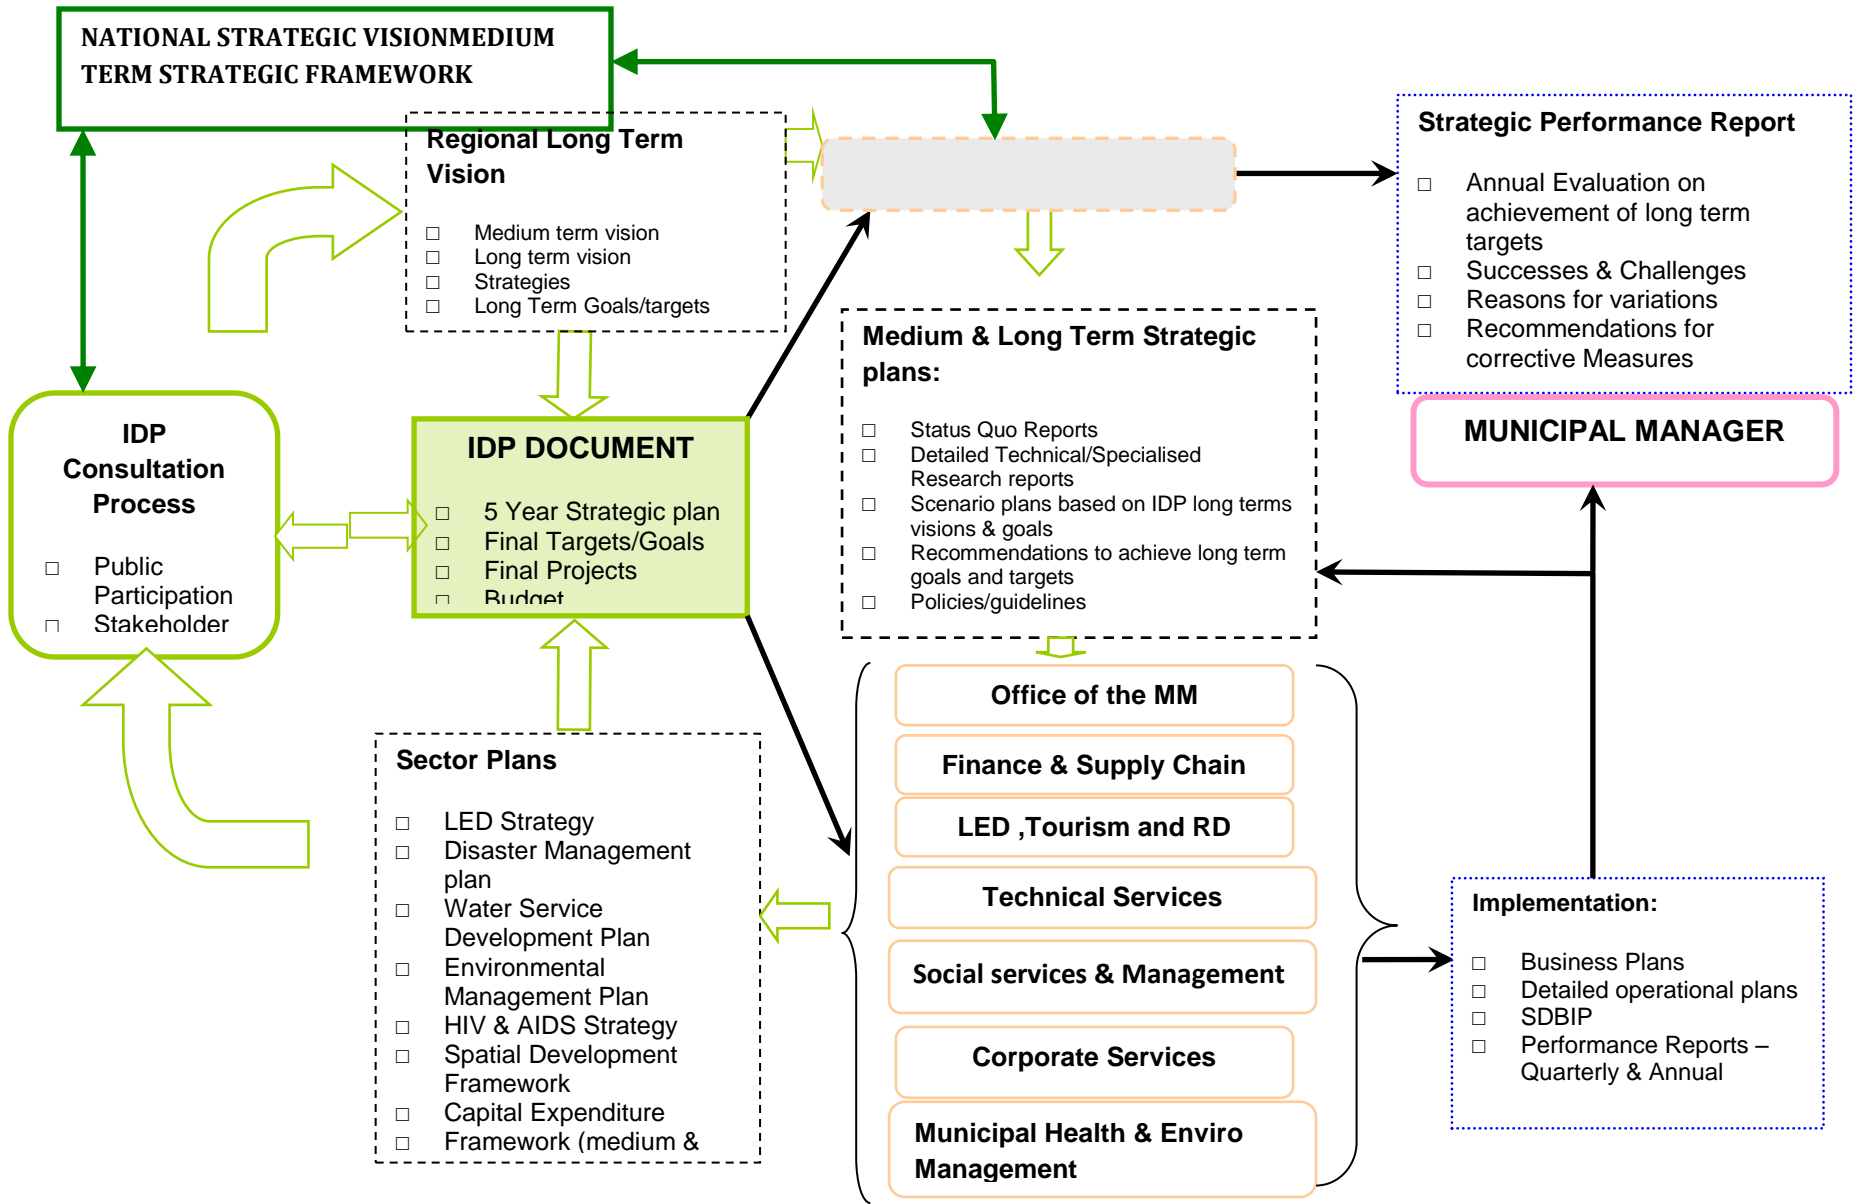 NATIONAL STRATEGIC VISIONMEDIUM
TERM STRATEGIC FRAMEWORK
Regional Long Term
Vision
□ Medium term vision
□ Long term vision
□ Strategies
□ Long Term Goals/targets
Strategic Performance Report
□ Annual Evaluation on
achievement of long term
targets
□ Successes & Challenges
□ Reasons for variations
□ Recommendations for
corrective Measures
MUNICIPAL MANAGER
IDP
Consultation
Process
□ Public
Participation
□ Stakeholder
IDP DOCUMENT
□ 5 Year Strategic plan
□ Final Targets/Goals
□ Final Projects
□ Budget
Medium & Long Term Strategic
plans:
□ Status Quo Reports
□ Detailed Technical/Specialised
Research reports
□ Scenario plans based on IDP long terms
visions & goals
□ Recommendations to achieve long term
goals and targets
□ Policies/guidelines
Sector Plans
□ LED Strategy
□ Disaster Management
plan
□ Water Service
Development Plan
□ Environmental
Management Plan
□ HIV & AIDS Strategy
□ Spatial Development
Framework
□ Capital Expenditure
□ Framework (medium &
Office of the MM
Finance & Supply Chain
LED ,Tourism and RD
Technical Services
Social services & Management
Corporate Services
Municipal Health & Enviro
Management
Implementation:
□ Business Plans
□ Detailed operational plans
□ SDBIP
□ Performance Reports –
Quarterly & Annual